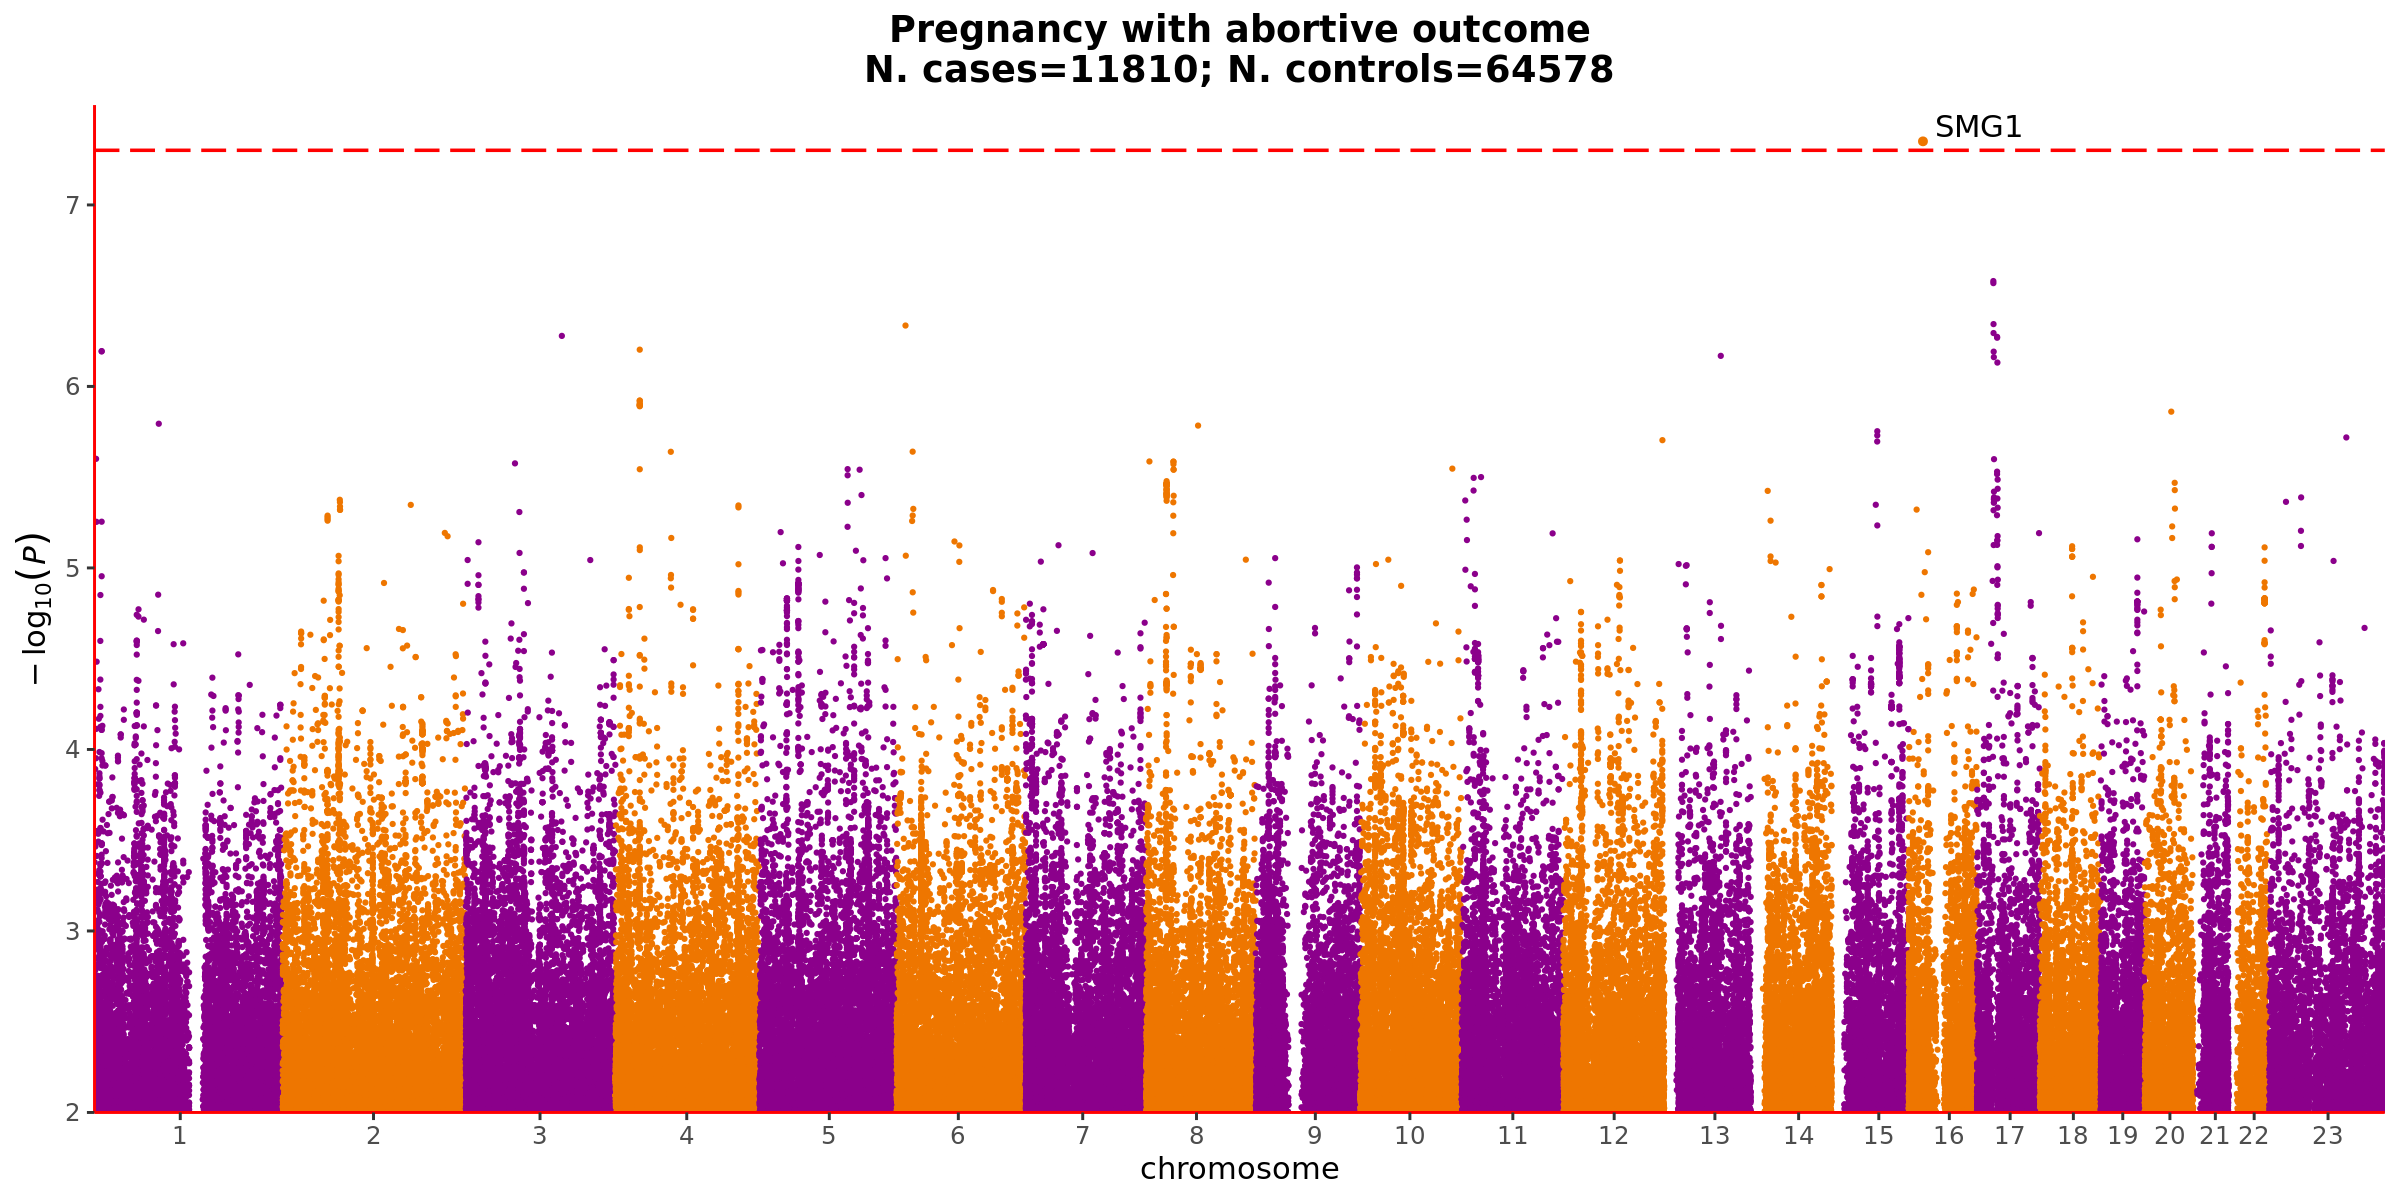 Pregnancy with abortive outcome
N. cases=11810; N. controls=64578
SMG1
7
6
5
4
3
2
−log₁₀(P)
1 2 3 4 5 6 7 8 9 10 11 12 13 14 15 16 17 18 19 20 21 22 23
chromosome